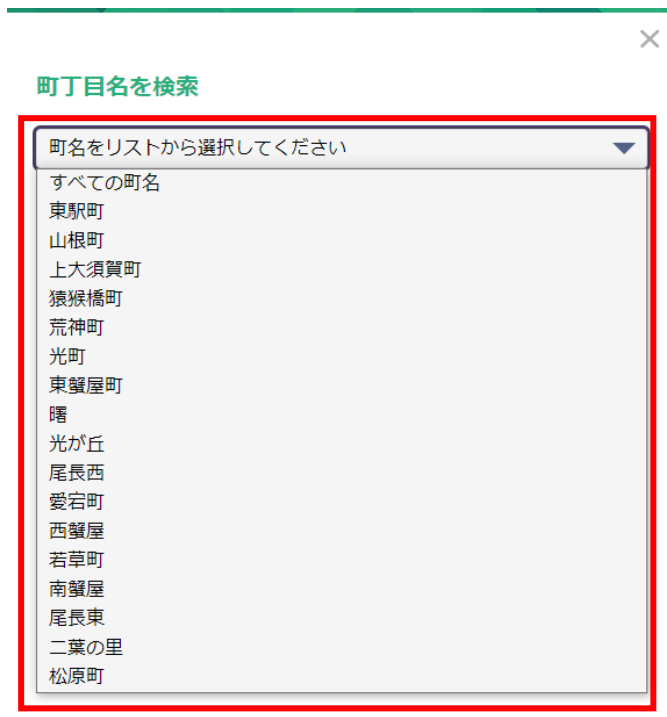 町丁目名を検索
町名をリストから選択してください
すべての町名
東駅町
山根町
上大須賀町
猿猴橋町
荒神町
光町
東蟹屋町
曙
光が丘
尾長西
愛宕町
西蟹屋
若草町
南蟹屋
尾長東
二葉の里
松原町